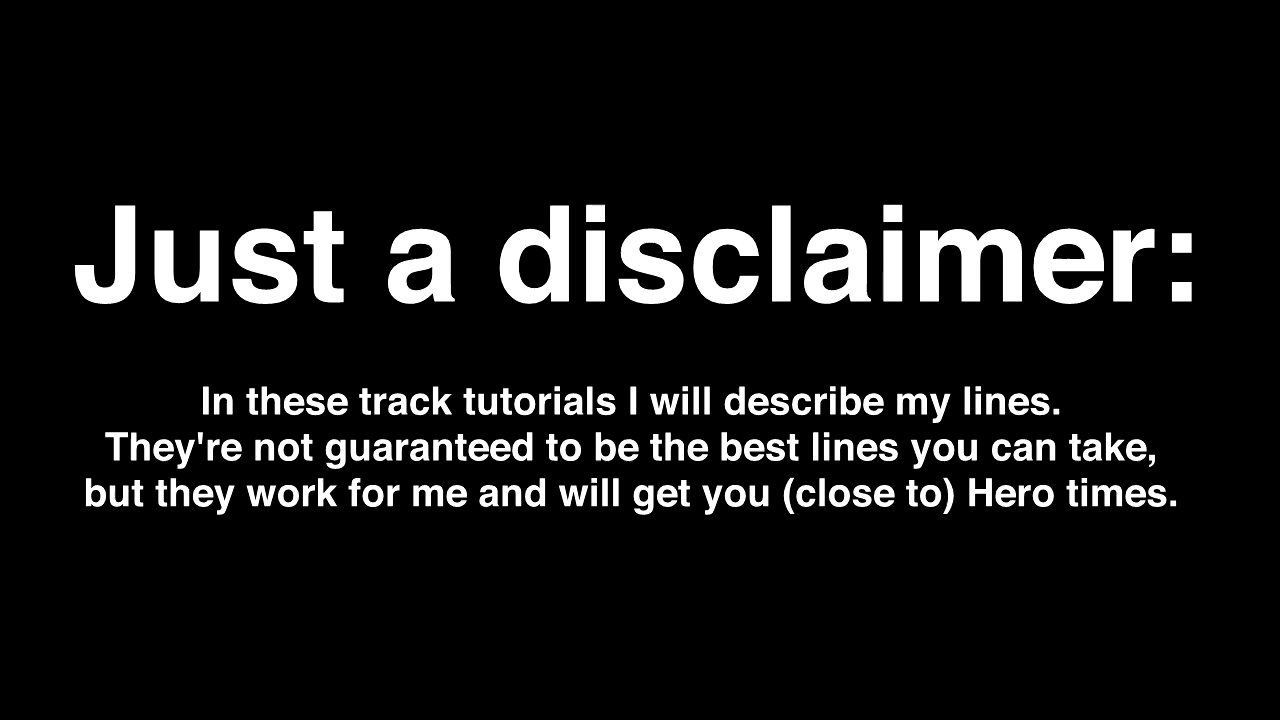 Just a disclaimer:
In these track tutorials I will describe my lines.
They're not guaranteed to be the best lines you can take,
but they work for me and will get you (close to) Hero times.